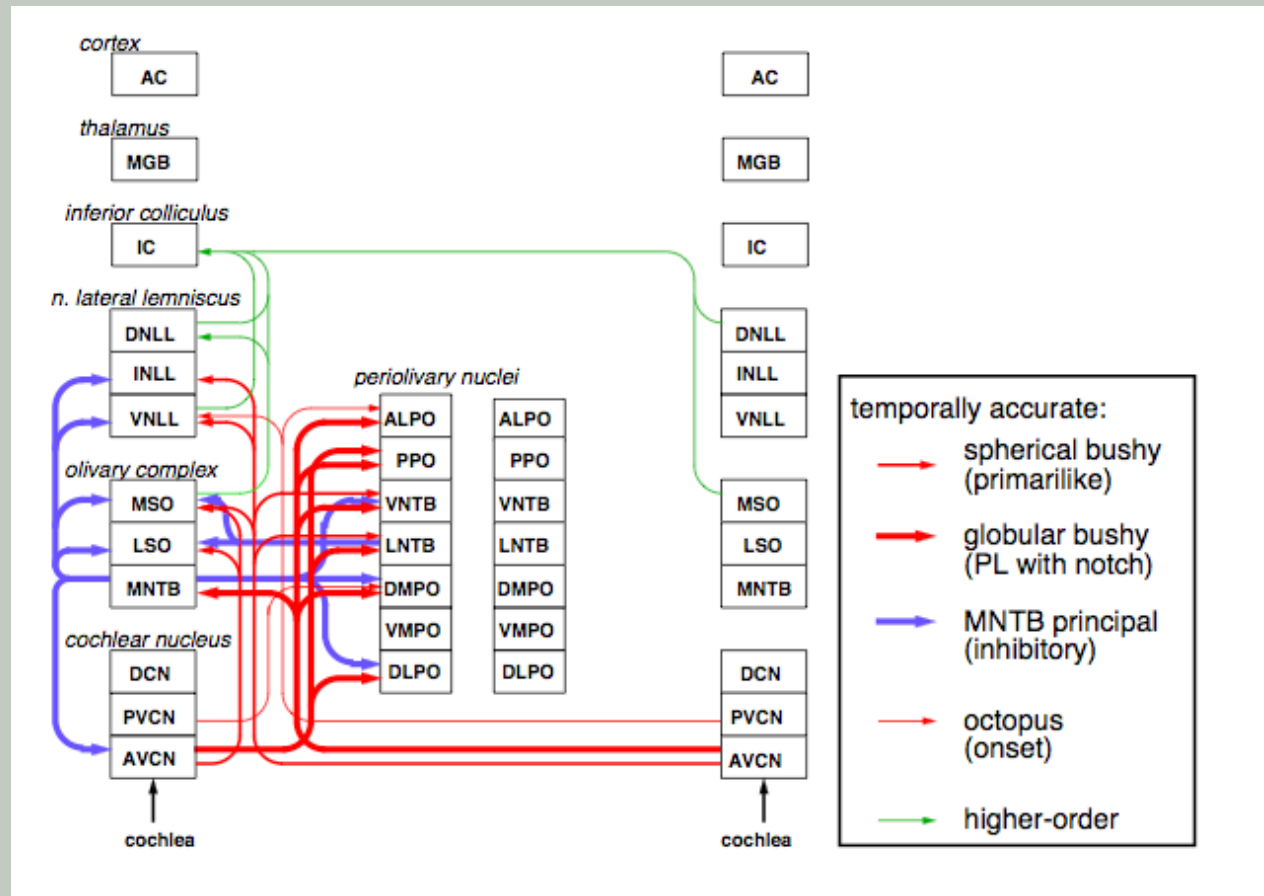 cortex
AC
AC
thalamus
MGB
MGB
inferior colliculus
IC
IC
n. lateral lemniscus
DNLL
DNLL
INLL
INLL
periolivary nuclei
VNLL
VNLL
ALPO
ALPO
PPO
PPO
olivary complex
MSO
VNTB
VNTB
MSO
LSO
LNTB
LNTB
LSO
MNTB
DMPO
DMPO
MNTB
VMPO
VMPO
cochlear nucleus
DCN
DLPO
DLPO
DCN
PVCN
PVCN
AVCN
AVCN
cochlea
cochlea
temporally accurate:
spherical bushy
(primarilike)
globular bushy
(PL with notch)
MNTB principal
(inhibitory)
octopus
(onset)
higher-order